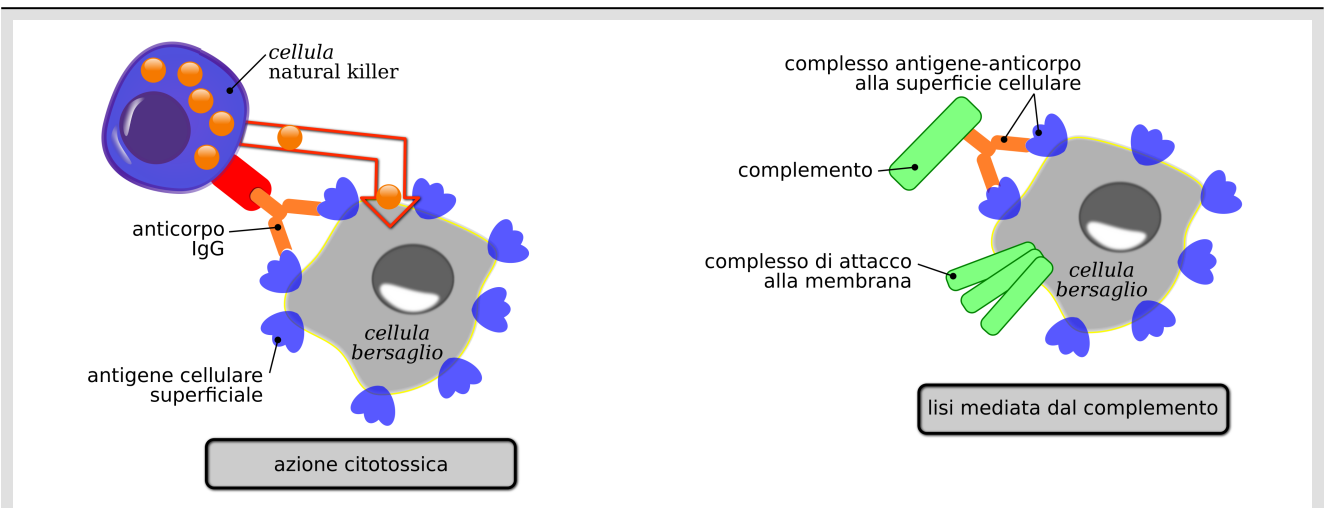 cellula
natural killer
anticorpo
IgG
cellula
bersaglio
antigene cellulare
superficiale
azione citotossica
complesso antigene-anticorpo
alla superficie cellulare
complemento
complesso di attacco
alla membrana
cellula
bersaglio
lisi mediata dal complemento